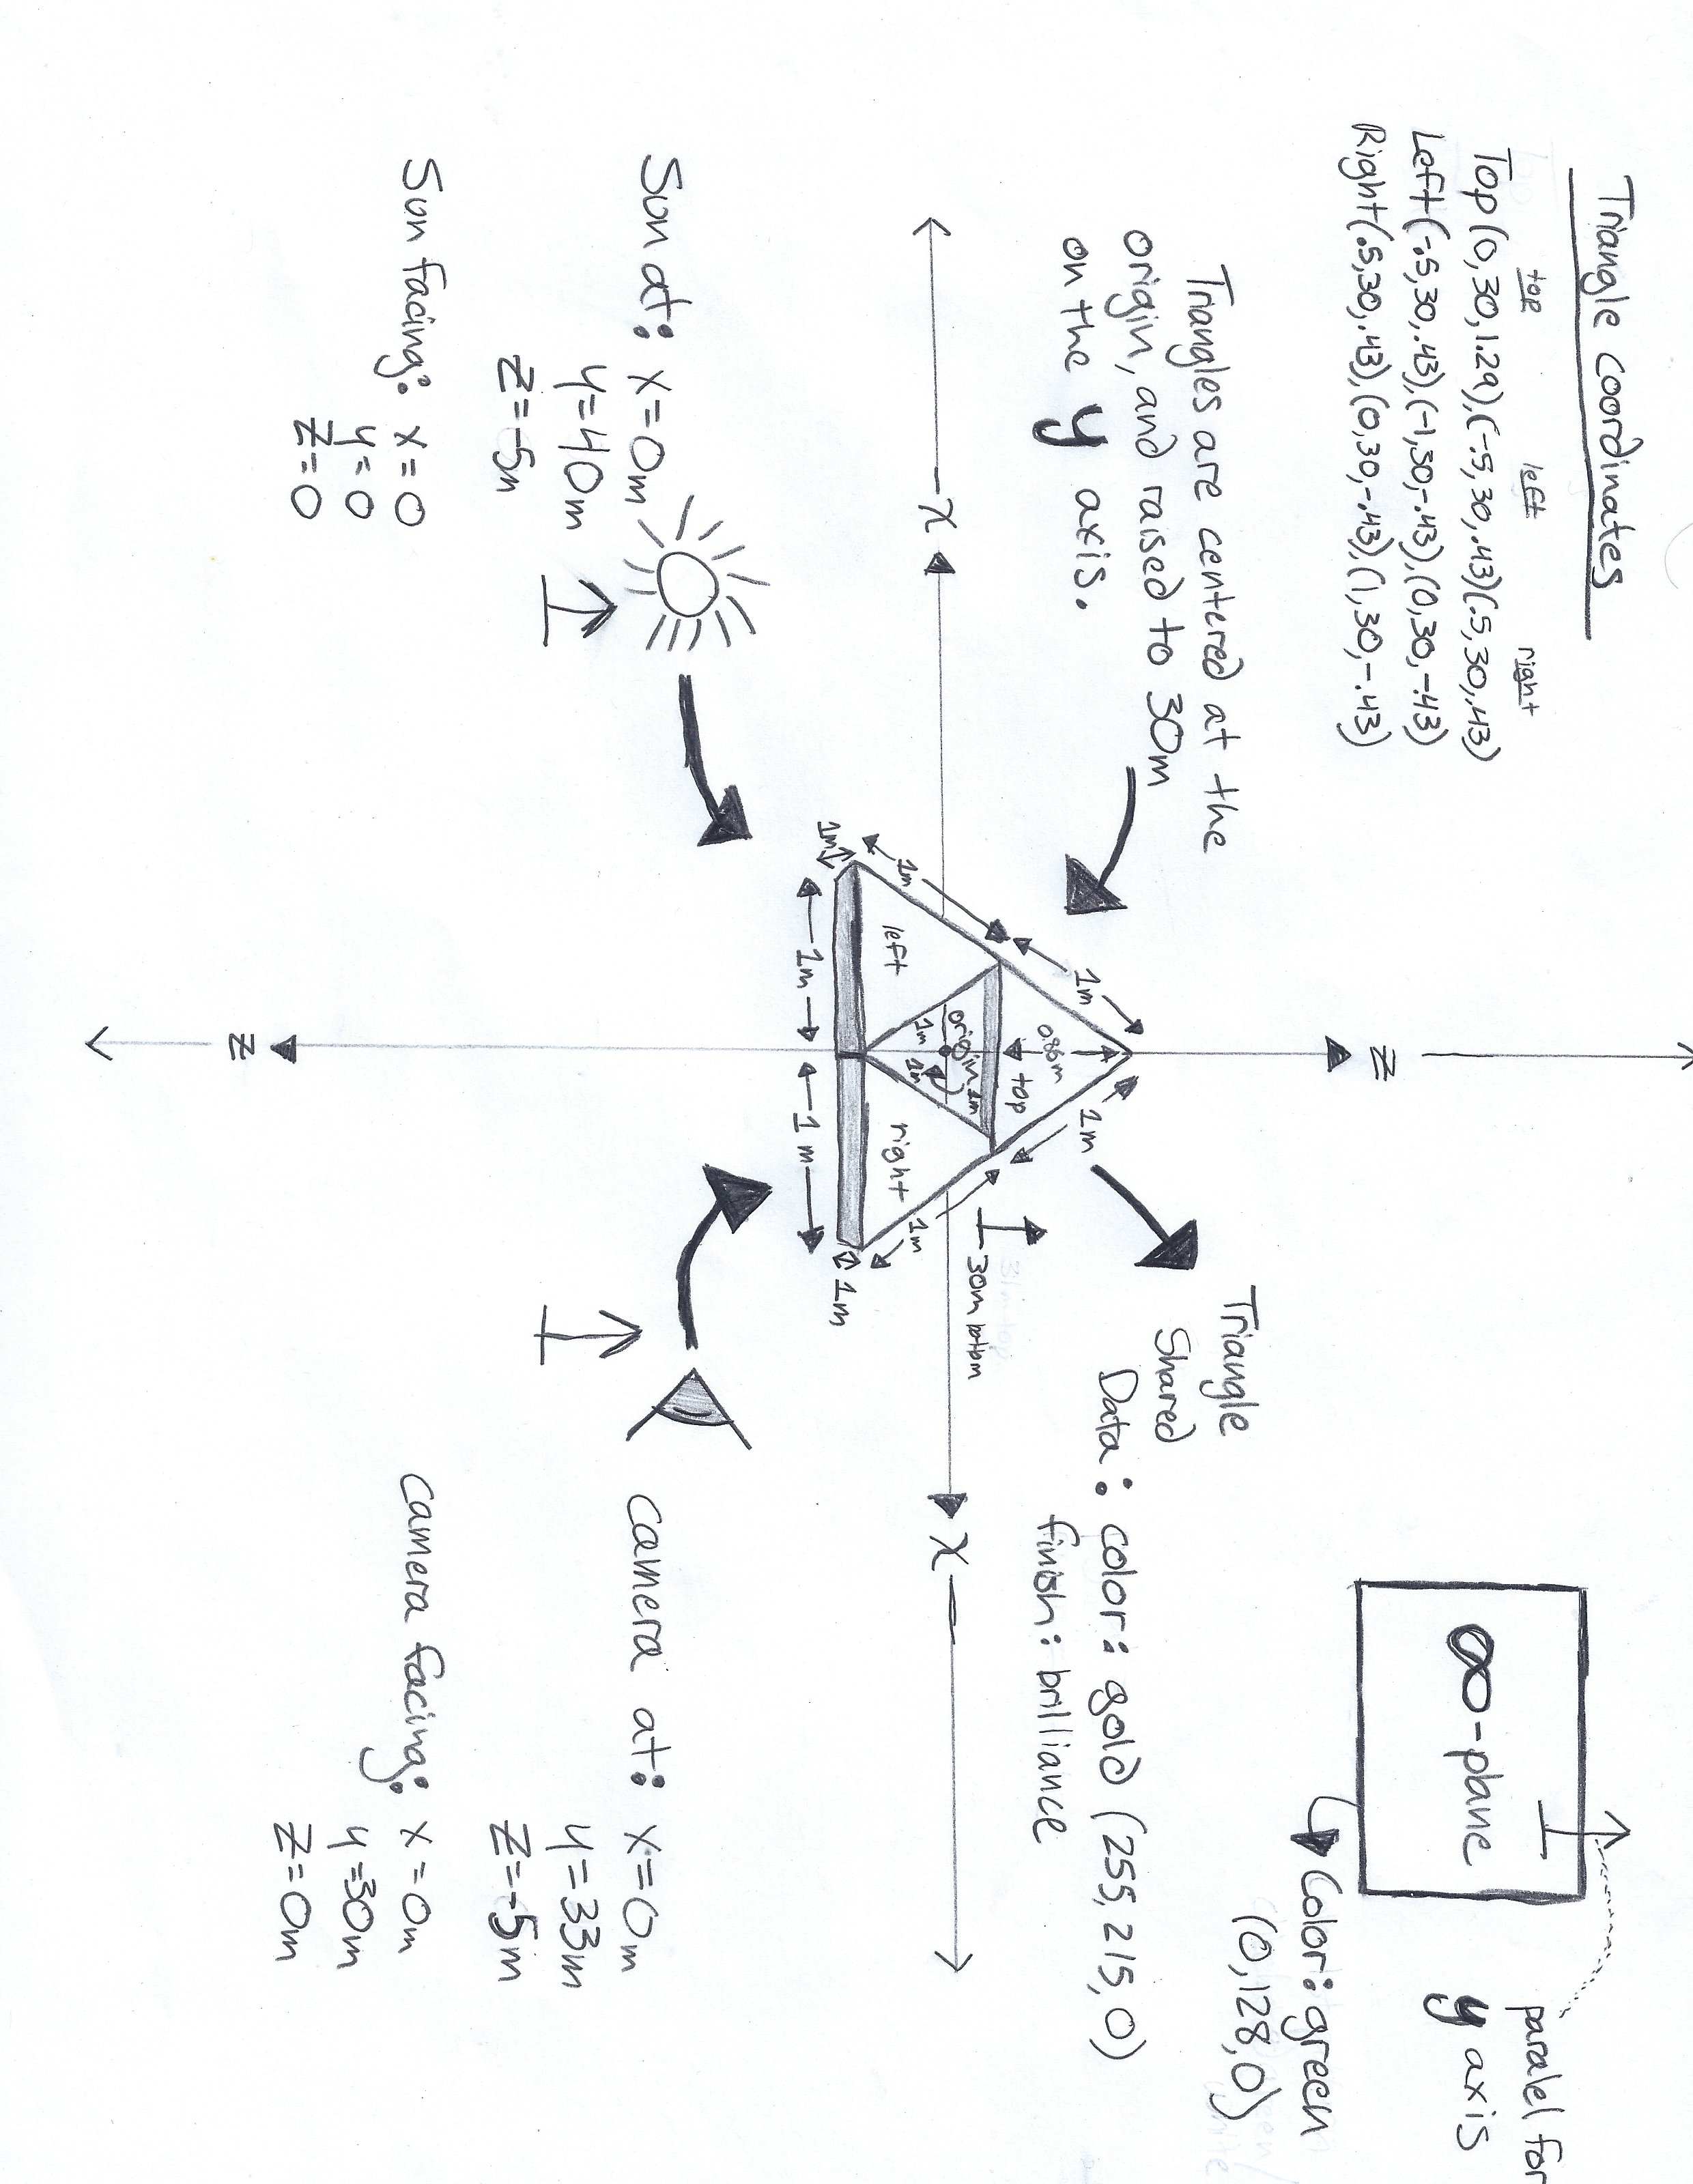 Triangle coordinates
top left right
Top(0,30,1.29),(-.5,30,.43)(.5,30,.43)
Left(-.5,30,.43),(-1,30,-.43),(0,30,-.43)
Right(.5,30,.43),(0,30,-.43),(1,30,-.43)
∞-plane
paralel for
y axis
Color: green
(0,128,0)
Triangles are centered at the
origin, and raised to 30m
on the y axis.
Triangle
Shared
Data: color: gold (255,215,0)
finish: brilliance
z
1m
1m
0.86m
top
1m
origin
1m
1m
30m bottom
-x
x
1m
left
right
1m
1m
1m
1m
1m
1m
Sun at: x=0m
y=40m
z=-5m
Sun facing: x=0
y=0
z=0
camera at: x=0m
y=33m
z=-5m
camera facing: x=0m
y=30m
z=0m
z